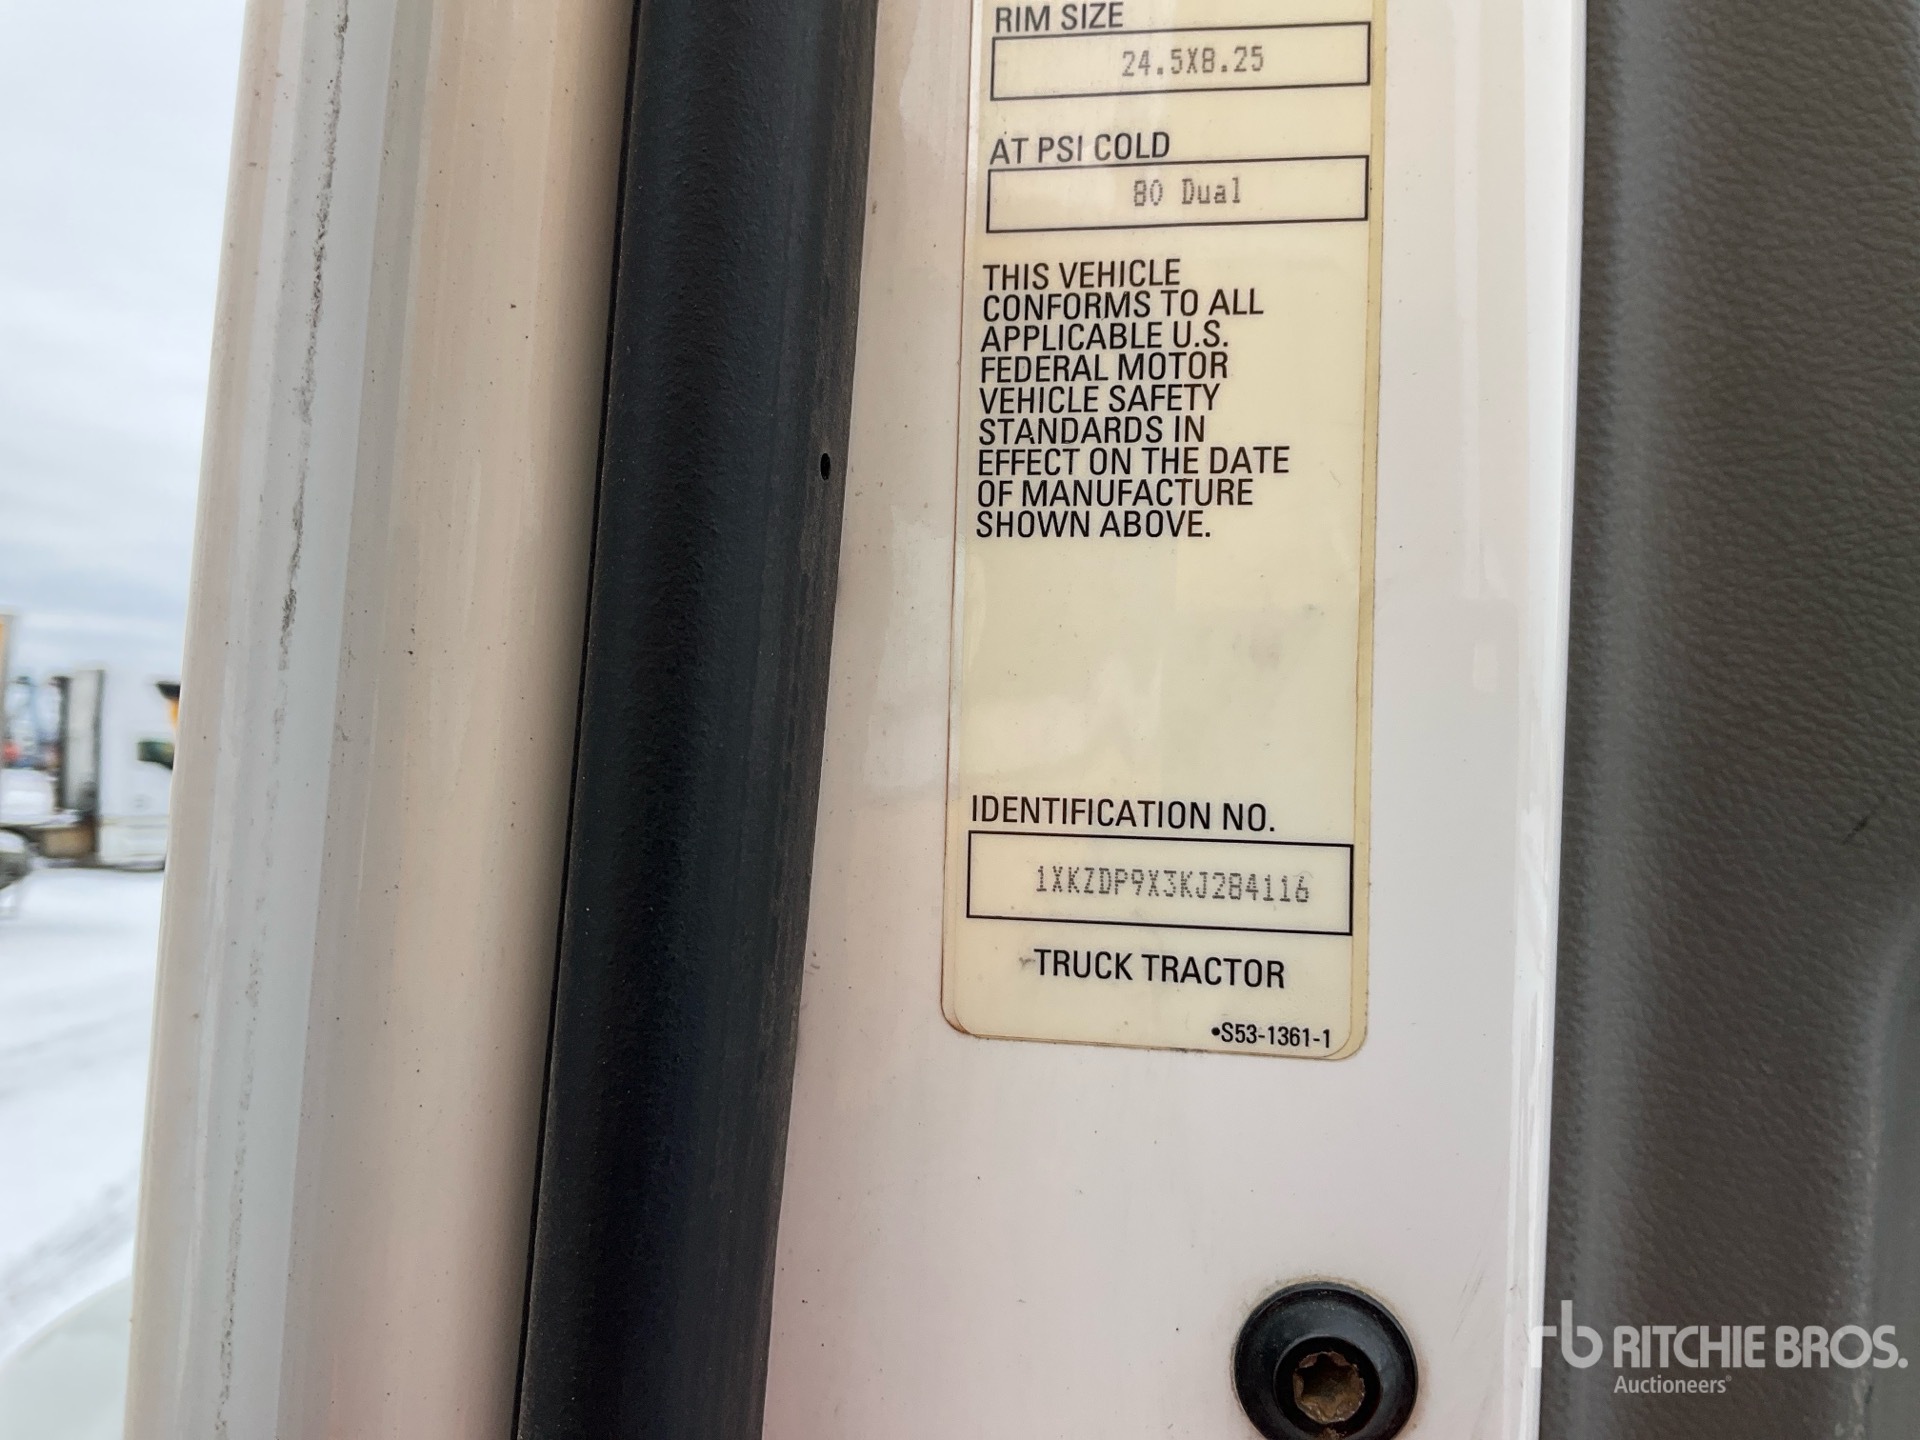 RIM SIZE
24.5X8.25
AT PSI COLD
80 Dual
THIS VEHICLE
CONFORMS TO ALL
APPLICABLE U.S.
FEDERAL MOTOR
VEHICLE SAFETY
STANDARDS IN
EFFECT ON THE DATE
OF MANUFACTURE
SHOWN ABOVE.
IDENTIFICATION NO.
1XKZDP9X3KJ284116
TRUCK TRACTOR
•S53-1361-1
rb RITCHIE BROS.
Auctioneers®